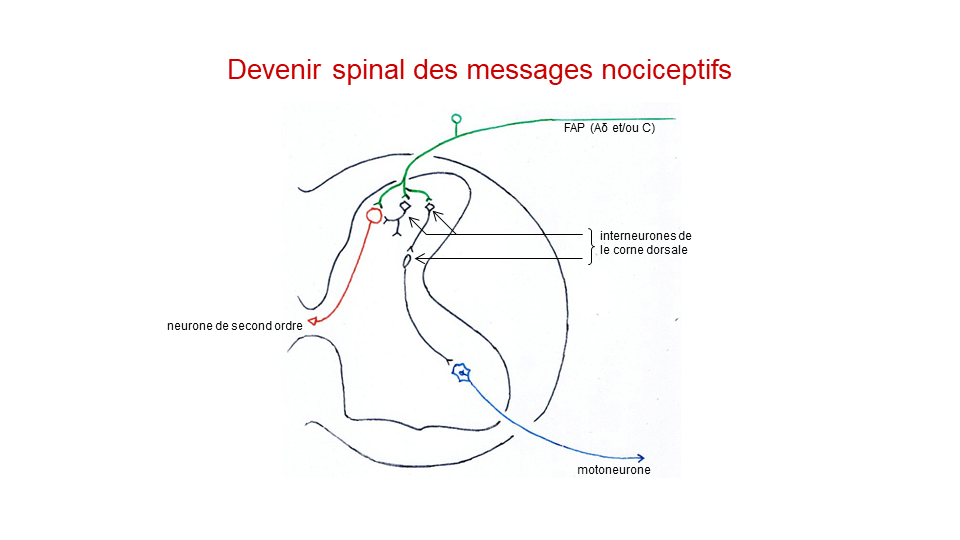 Devenir spinal des messages nociceptifs
FAP (Aδ et/ou C)
interneurones de
le corne dorsale
neurone de second ordre
motoneurone